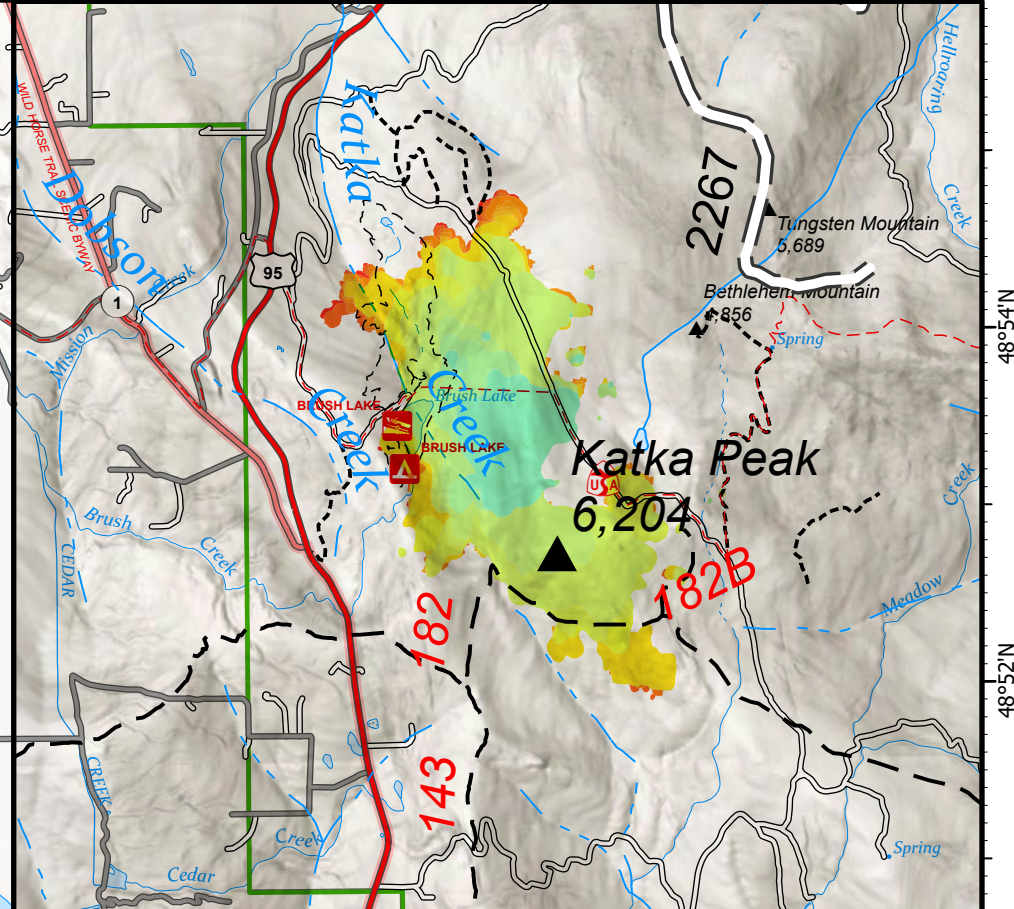 Hellroaring
Creek
WILD HORSE TRAIL SCENIC BYWAY
Katka
Creek
Dobson
Creek
2267
Tungsten Mountain
5,689
95
1
Bethlehem Mountain
Spring
48°54'N
Mission
BRUSH LAKE
Brush Lake
Creek
BRUSH LAKE
Katka Peak
6,204
USA
Creek
Brush
Creek
CEDAR
CREEK
182B
Meadow
182
48°52'N
143
Creek
Cedar
Spring